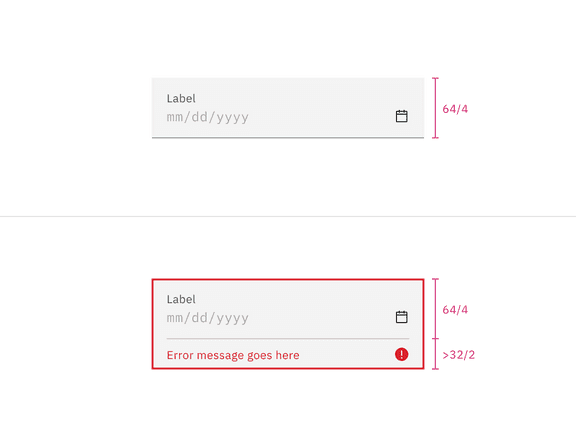 Label
mm/dd/yyyy
64/4
Label
mm/dd/yyyy
64/4
Error message goes here
>32/2